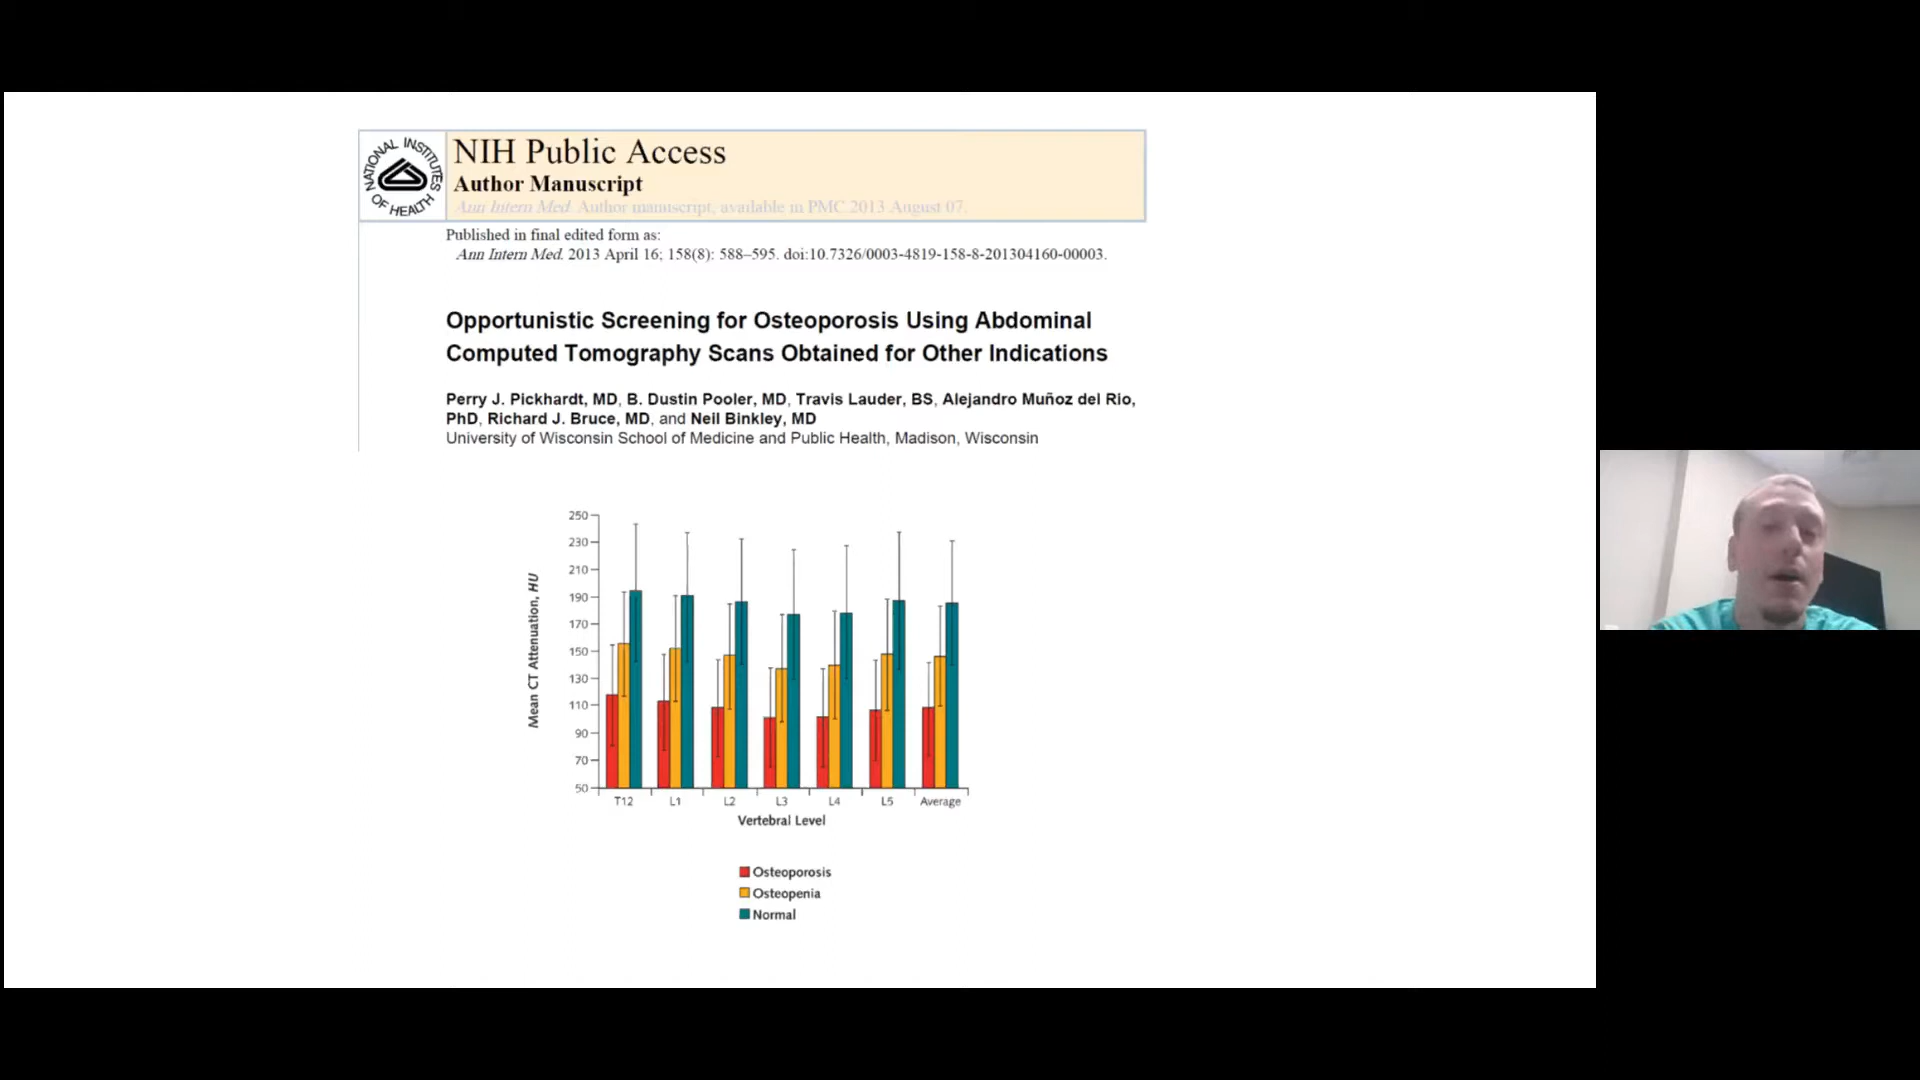 NATIONAL INSTITUTES
OF HEALTH
NIH Public Access
Author Manuscript
Ann Intern Med. Author manuscript, available in PMC 2013 August 07.
Published in final edited form as:
Ann Intern Med. 2013 April 16; 158(8): 588–595. doi:10.7326/0003-4819-158-8-201304160-00003.
Opportunistic Screening for Osteoporosis Using Abdominal
Computed Tomography Scans Obtained for Other Indications
Perry J. Pickhardt, MD, B. Dustin Pooler, MD, Travis Lauder, BS, Alejandro Muñoz del Rio,
PhD, Richard J. Bruce, MD, and Neil Binkley, MD
University of Wisconsin School of Medicine and Public Health, Madison, Wisconsin
Mean CT Attenuation, HU
250
230
210
190
170
150
130
110
90
70
50
T12 L1 L2 L3 L4 L5 Average
Vertebral Level
Osteoporosis
Osteopenia
Normal